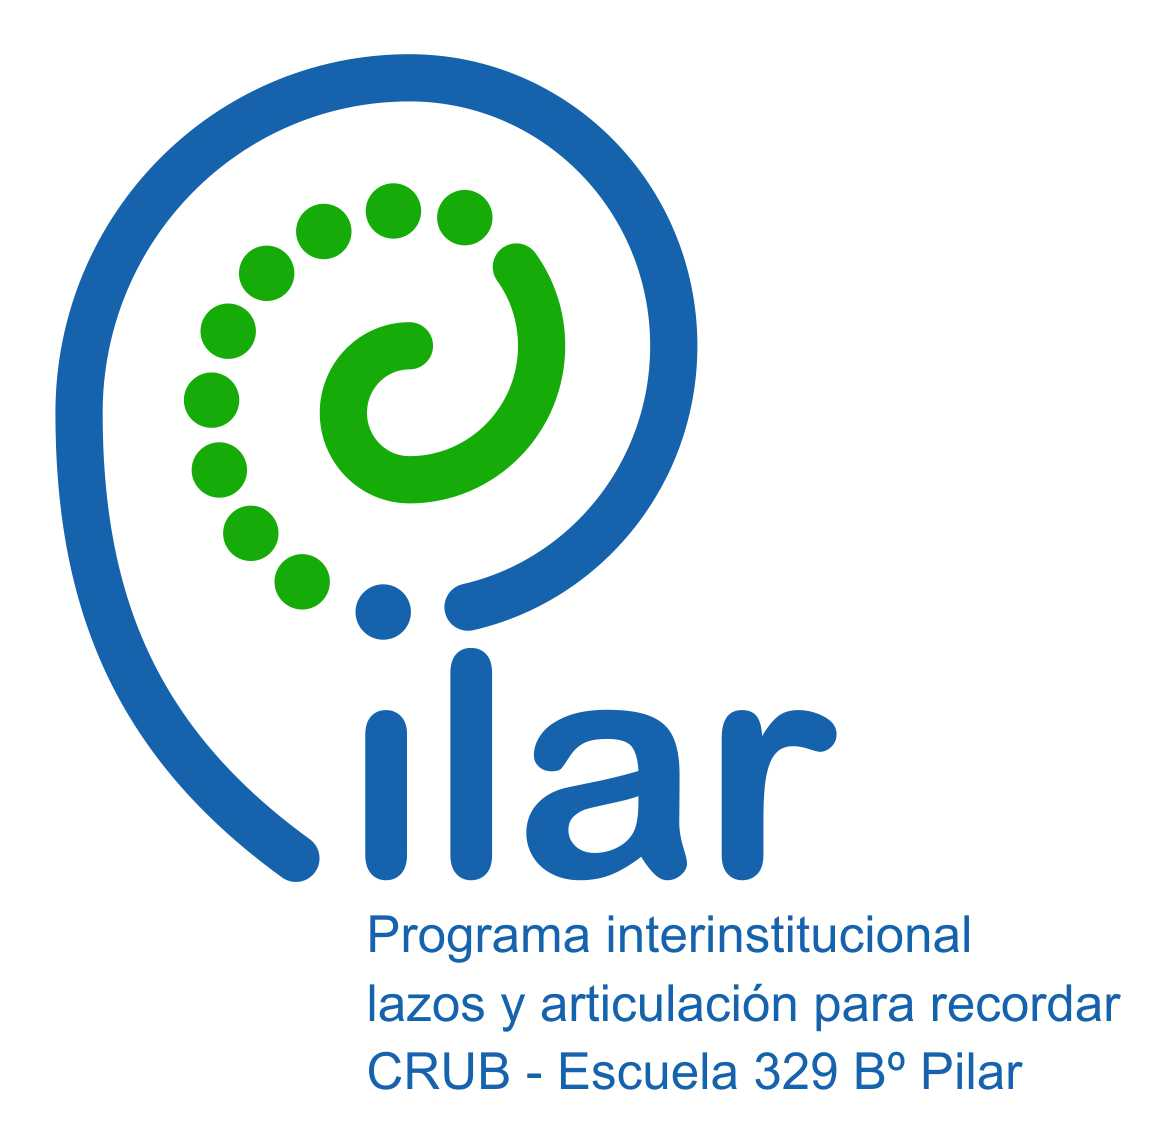 Pilar
Programa interinstitucional
lazos y articulación para recordar
CRUB - Escuela 329 Bº Pilar